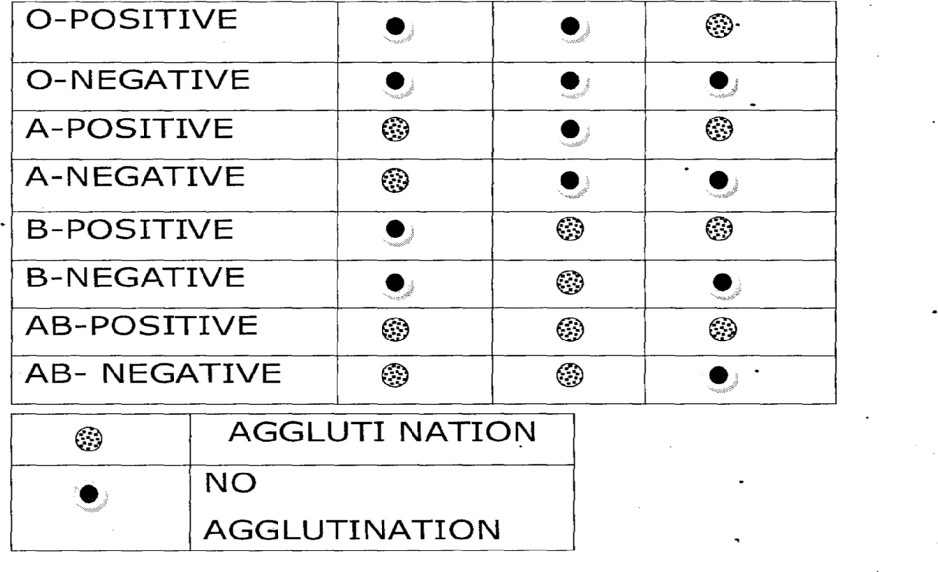 O-POSITIVE
O-NEGATIVE
A-POSITIVE
A-NEGATIVE
B-POSITIVE
B-NEGATIVE
AB-POSITIVE
AB- NEGATIVE
AGGLUTI NATION
NO
AGGLUTINATION